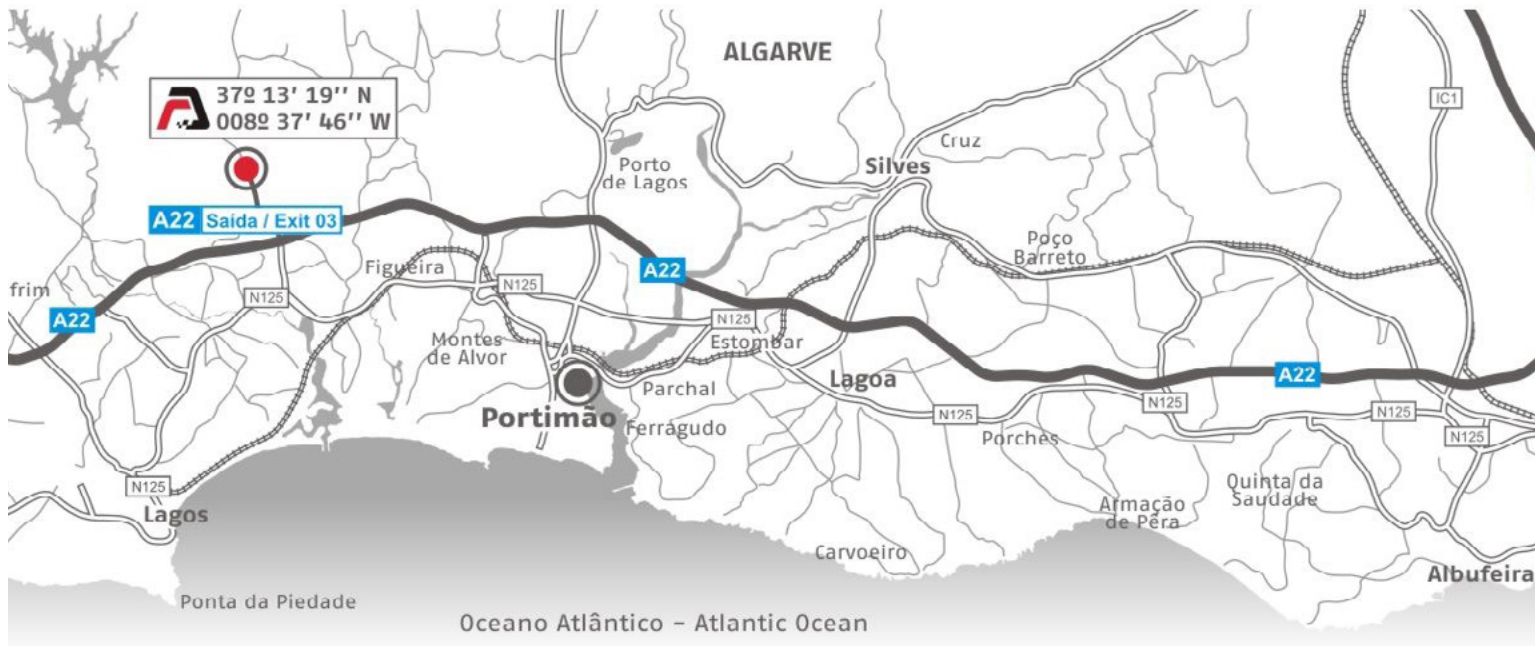 ALGARVE
37º 13' 19'' N
008º 37' 46'' W
IC1
Cruz
Porto
de Lagos
Silves
A22 Saída / Exit 03
Poço
Barreto
Figueira
A22
frim
N125
N125
A22
N125
Montes
de Alvor
Estombar
Lagoa
A22
Parchal
Portimão
Ferrágudo
N125
N125
N125
Porches
N125
N125
Lagos
Quinta da
Saudade
Armação
de Pêra
Carvoeiro
Albufeira
Ponta da Piedade
Oceano Atlântico – Atlantic Ocean